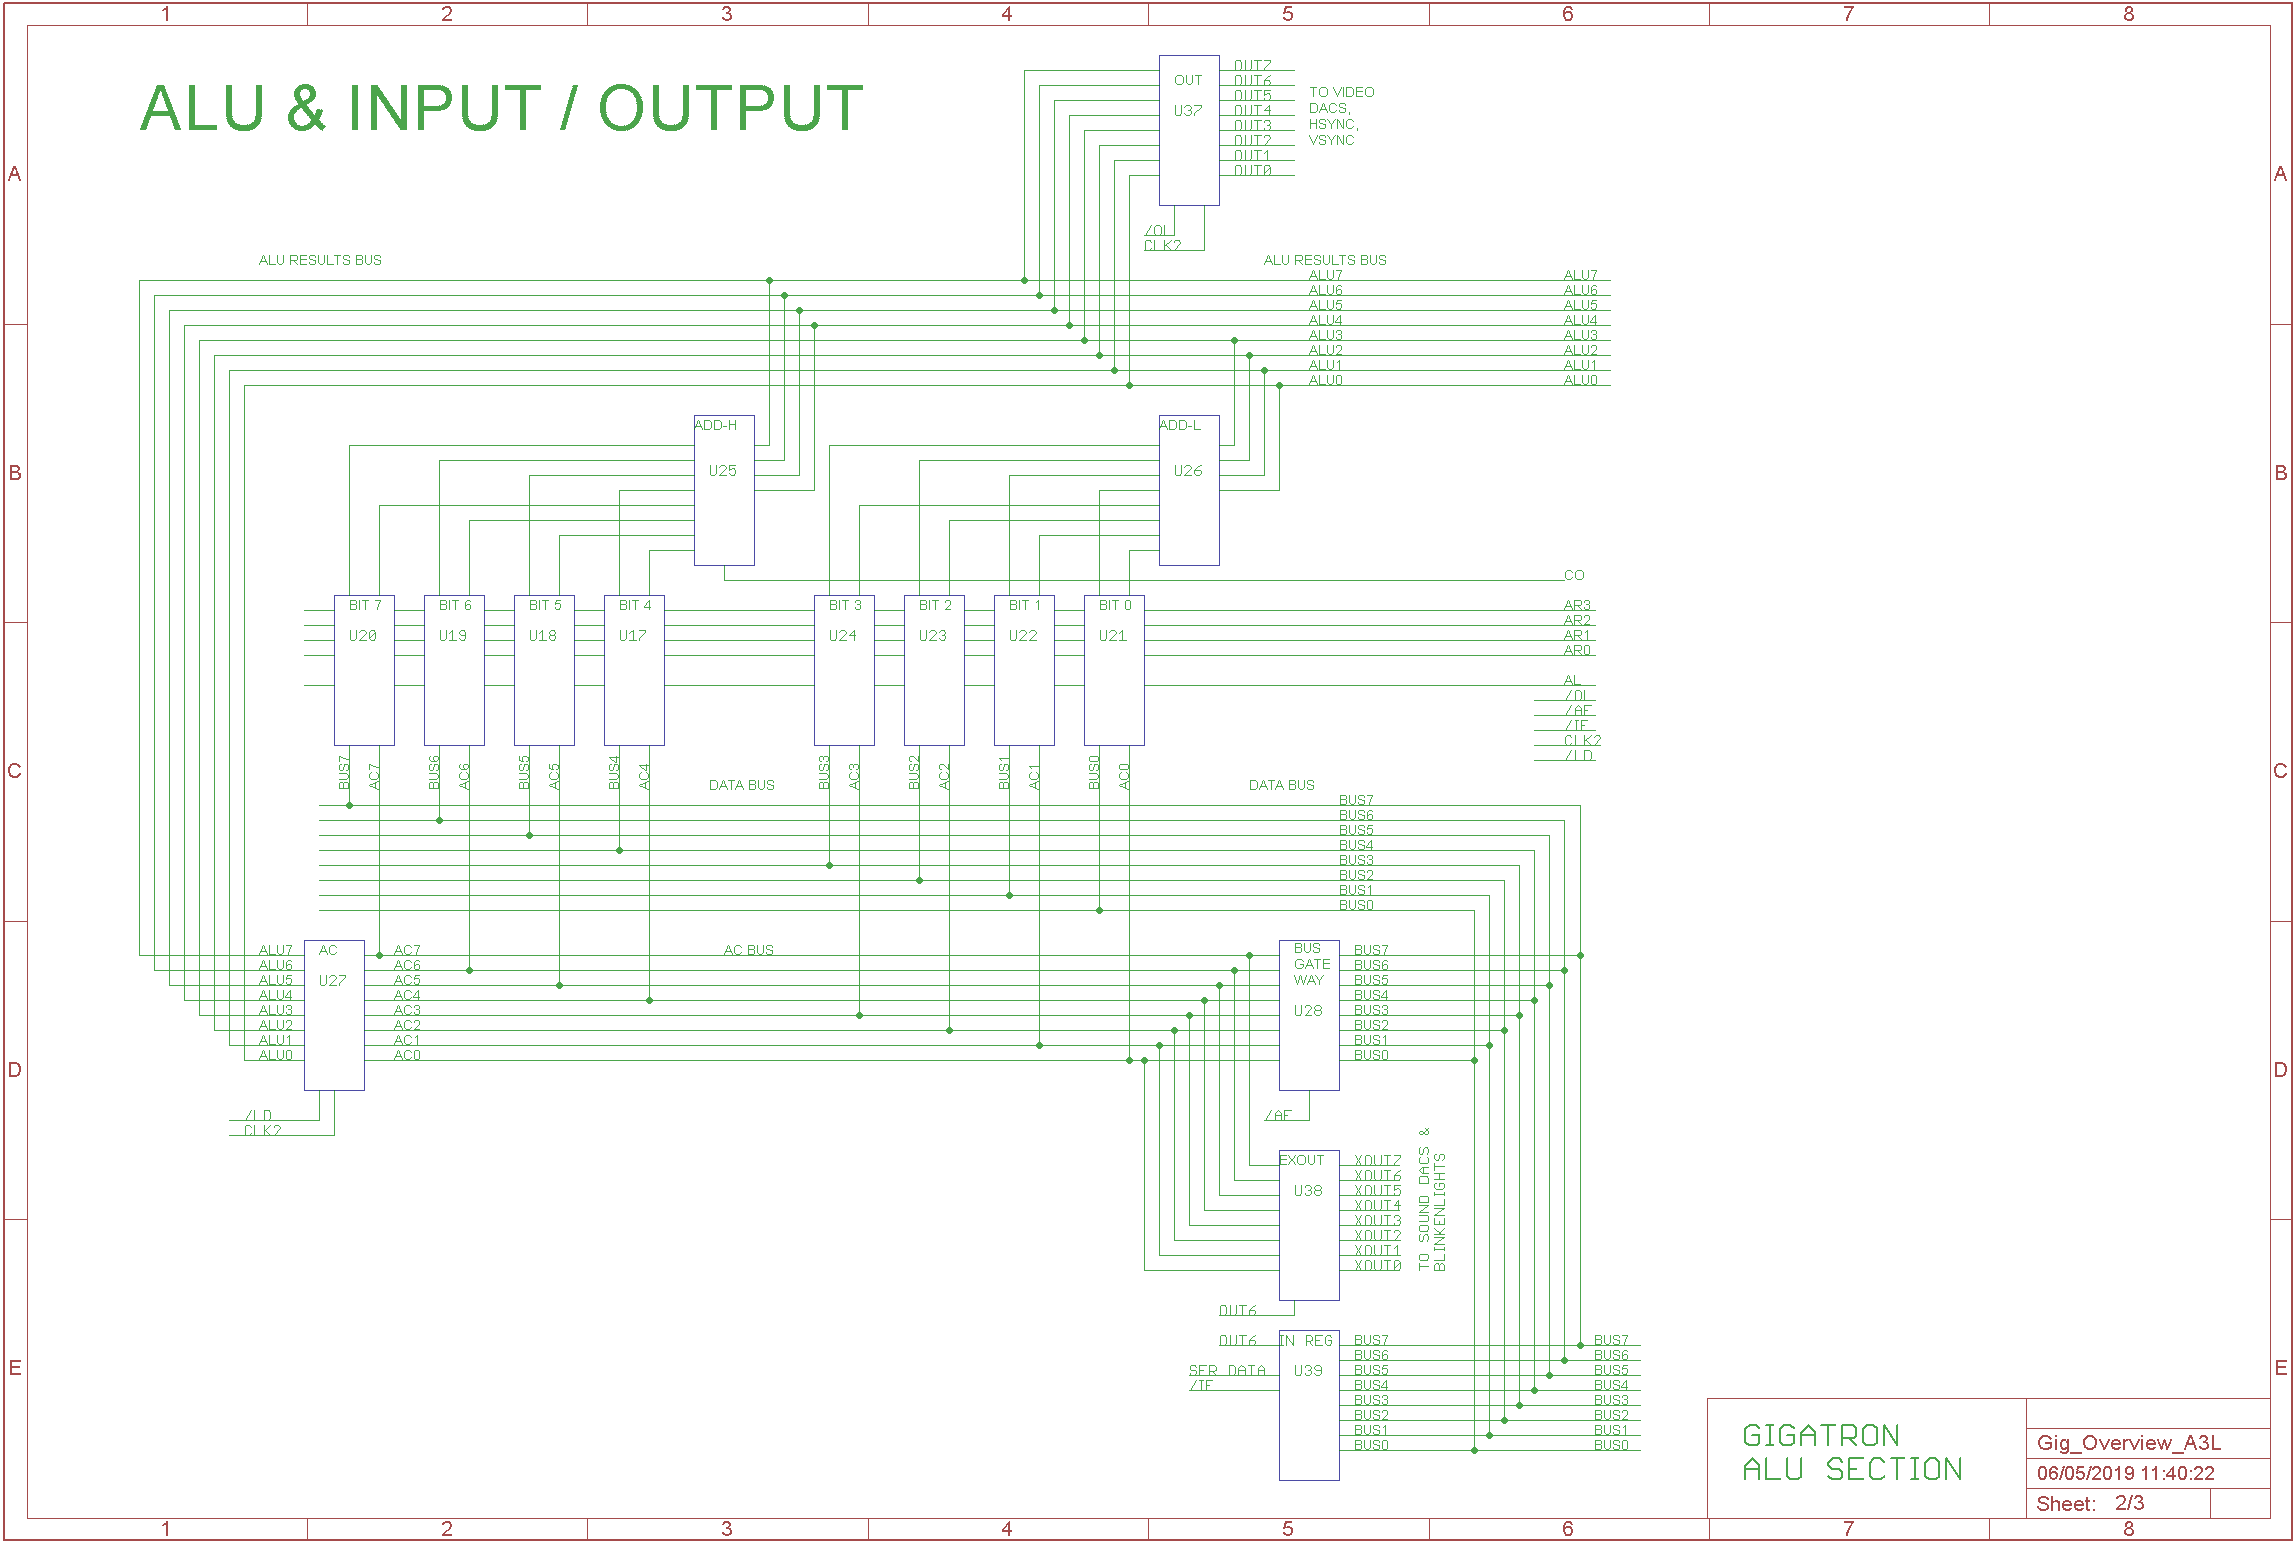 1 2 3 4 5 6 7 8
ALU & INPUT / OUTPUT
OUT
U37
OUT7
OUT6
OUT5
OUT4
OUT3
OUT2
OUT1
OUT0
TO VIDEO
DACS,
HSYNC,
VSYNC
A A
/OL
CLK2
ALU RESULTS BUS ALU RESULTS BUS
ALU7 ALU7
ALU6 ALU6
ALU5 ALU5
ALU4 ALU4
ALU3 ALU3
ALU2 ALU2
ALU1 ALU1
ALU0 ALU0
ADD-H ADD-L
U25 U26
B B
CO
BIT 7 BIT 6 BIT 5 BIT 4 BIT 3 BIT 2 BIT 1 BIT 0
U20 U19 U18 U17 U24 U23 U22 U21
AR3
AR2
AR1
AR0
AL
/OL
/AE
/IE
CLK2
/LD
BUS7 AC7 BUS6 AC6 BUS5 AC5 BUS4 AC4 BUS3 AC3 BUS2 AC2 BUS1 AC1 BUS0 AC0
C C
DATA BUS DATA BUS
BUS7
BUS6
BUS5
BUS4
BUS3
BUS2
BUS1
BUS0
AC BUS
ALU7 AC AC7
ALU6 AC6
ALU5 U27 AC5
ALU4 AC4
ALU3 AC3
ALU2 AC2
ALU1 AC1
ALU0 AC0
/LD
CLK2
BUS
GATE
WAY
U28
BUS7
BUS6
BUS5
BUS4
BUS3
BUS2
BUS1
BUS0
D D
/AE
EXOUT
U38
XOUT7
XOUT6
XOUT5
XOUT4
XOUT3
XOUT2
XOUT1
XOUT0
TO SOUND DACS &
BLINKENLIGHTS
OUT6
OUT6 IN REG
SER DATA U39
/IE
BUS7 BUS7
BUS6 BUS6
BUS5 BUS5
BUS4 BUS4
BUS3 BUS3
BUS2 BUS2
BUS1 BUS1
BUS0 BUS0
E E
GIGATRON
ALU SECTION
Gig_Overview_A3L
06/05/2019 11:40:22
Sheet: 2/3
1 2 3 4 5 6 7 8